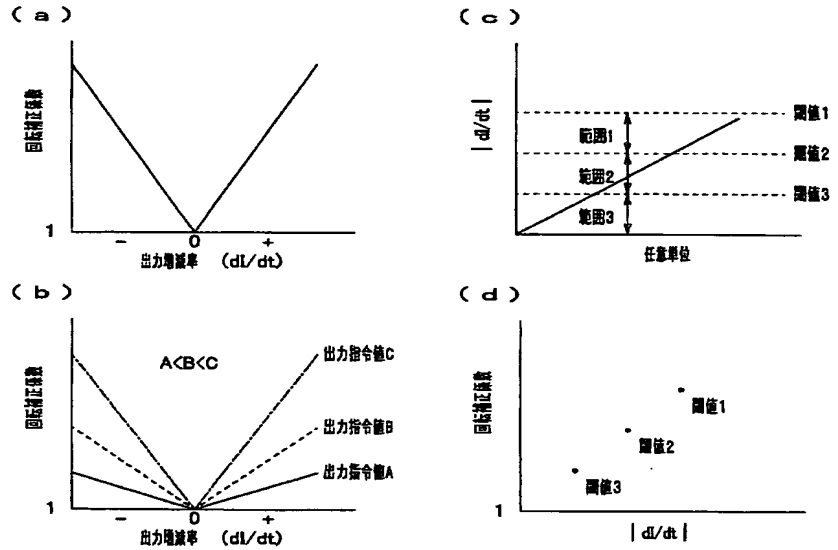 (a)
回転補正係数
1
- 0 +
出力増減率 (dI/dt)
(b)
回転補正係数
A<B<C
出力指令値C
出力指令値B
出力指令値A
1
- 0 +
出力増減率 (dI/dt)
(c)
|dI/dt|
閾値1
範囲1
閾値2
範囲2
閾値3
範囲3
任意単位
(d)
回転補正係数
閾値1
閾値2
閾値3
1
|dI/dt|